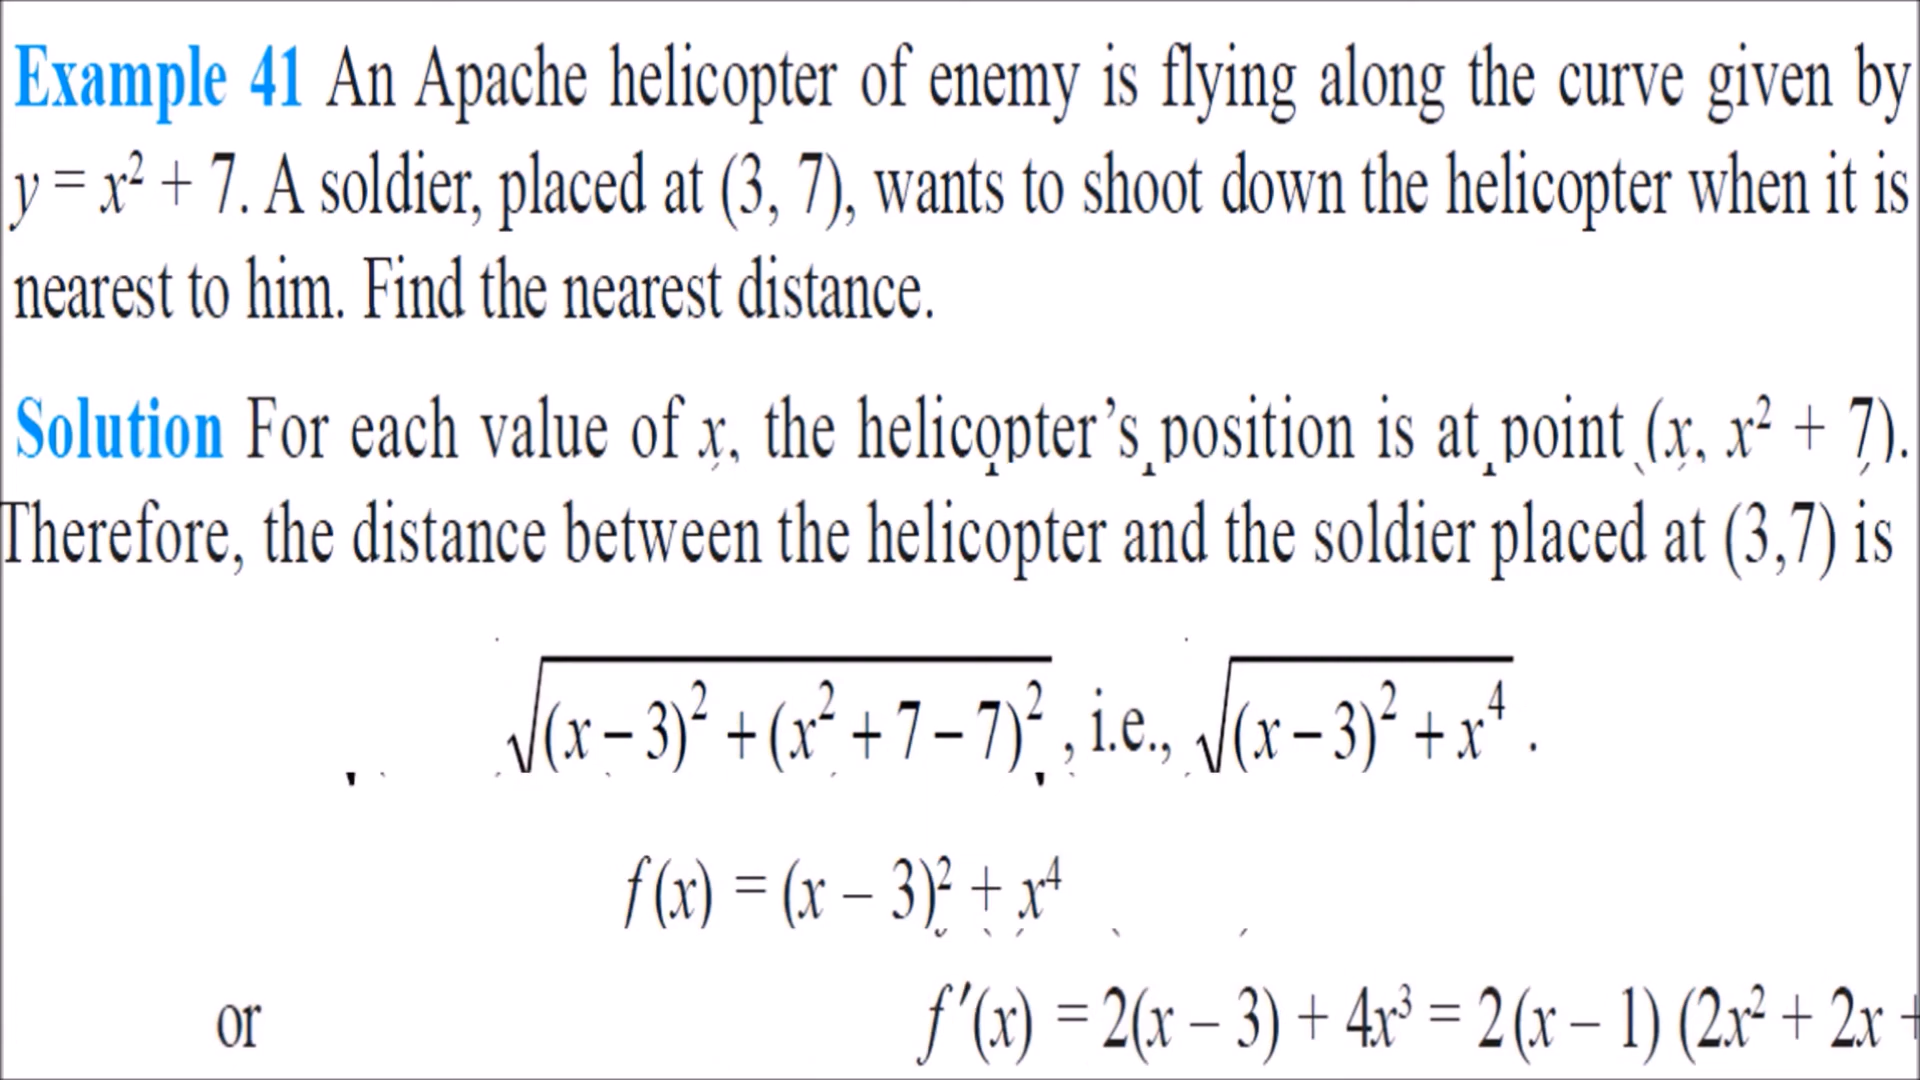 Example 41 An Apache helicopter of enemy is flying along the curve given by
y = x² + 7. A soldier, placed at (3, 7), wants to shoot down the helicopter when it is
nearest to him. Find the nearest distance.
Solution For each value of x, the helicopter’s position is at point (x, x² + 7).
Therefore, the distance between the helicopter and the soldier placed at (3,7) is
√((x – 3)² + (x² + 7 – 7)²) , i.e., √((x – 3)² + x⁴) .
f (x) = (x – 3)² + x⁴
or f ′(x) = 2(x – 3) + 4x³ = 2 (x – 1) (2x² + 2x +